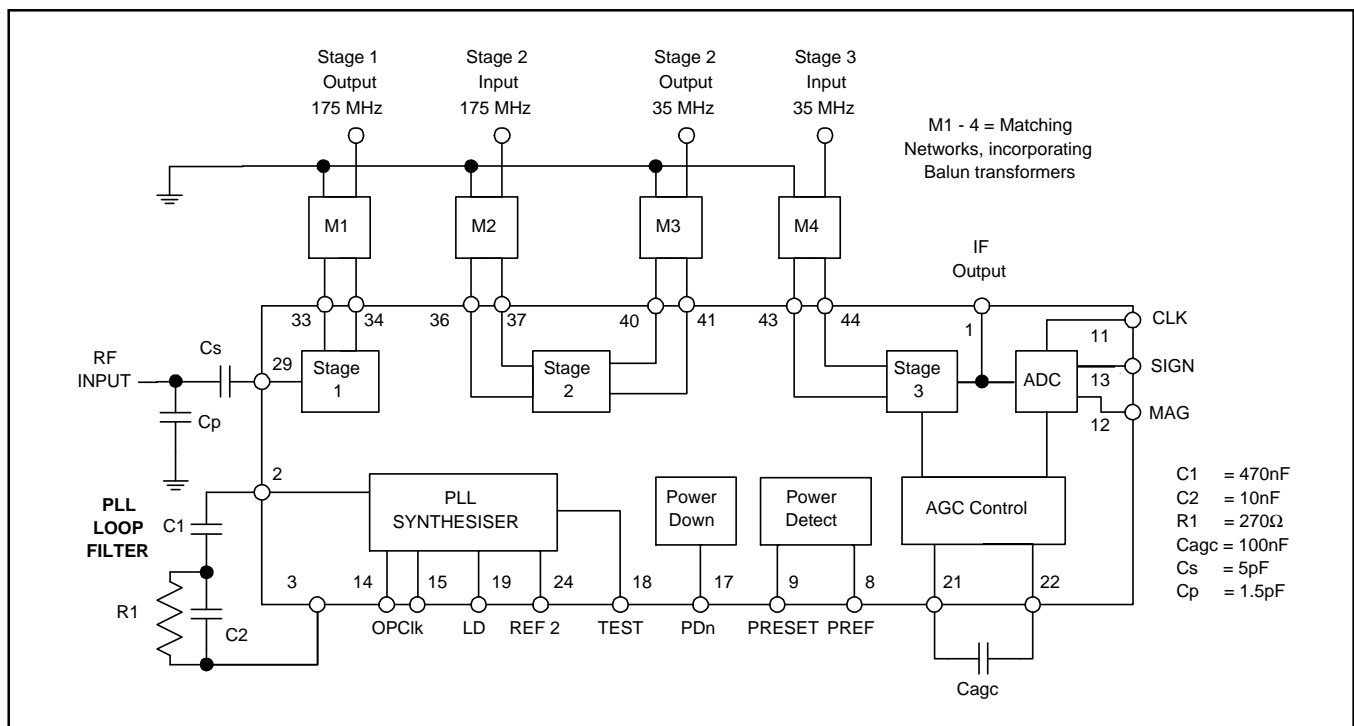 Stage 1
Output
175 MHz
Stage 2
Input
175 MHz
Stage 2
Output
35 MHz
Stage 3
Input
35 MHz
M1 - 4 = Matching
Networks, incorporating
Balun transformers
M1
M2
M3
M4
IF
Output
33
34
36
37
40
41
43
44
1
11
CLK
RF
INPUT
Cs
29
Stage
1
Stage
2
Stage
3
ADC
13
SIGN
12
MAG
Cp
2
PLL
LOOP
FILTER
C1
PLL
SYNTHESISER
Power
Down
Power
Detect
AGC Control
C1 = 470nF
C2 = 10nF
R1 = 270Ω
Cagc = 100nF
Cs = 5pF
Cp = 1.5pF
R1
C2
3
14
15
19
24
18
17
9
8
21
22
OPClk
LD
REF 2
TEST
PDn
PRESET
PREF
Cagc